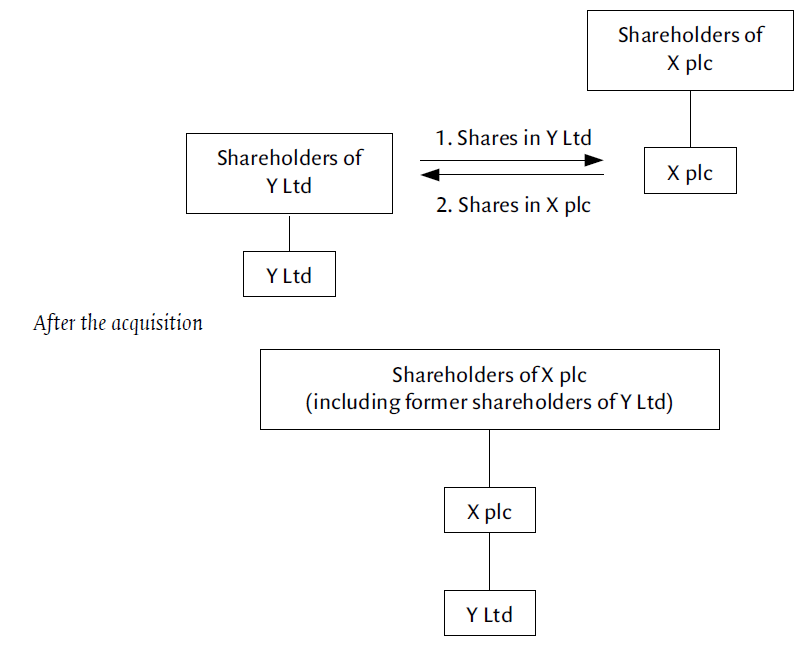 Shareholders of
X plc
1. Shares in Y Ltd
Shareholders of
Y Ltd
X plc
2. Shares in X plc
Y Ltd
After the acquisition
Shareholders of X plc
(including former shareholders of Y Ltd)
X plc
Y Ltd